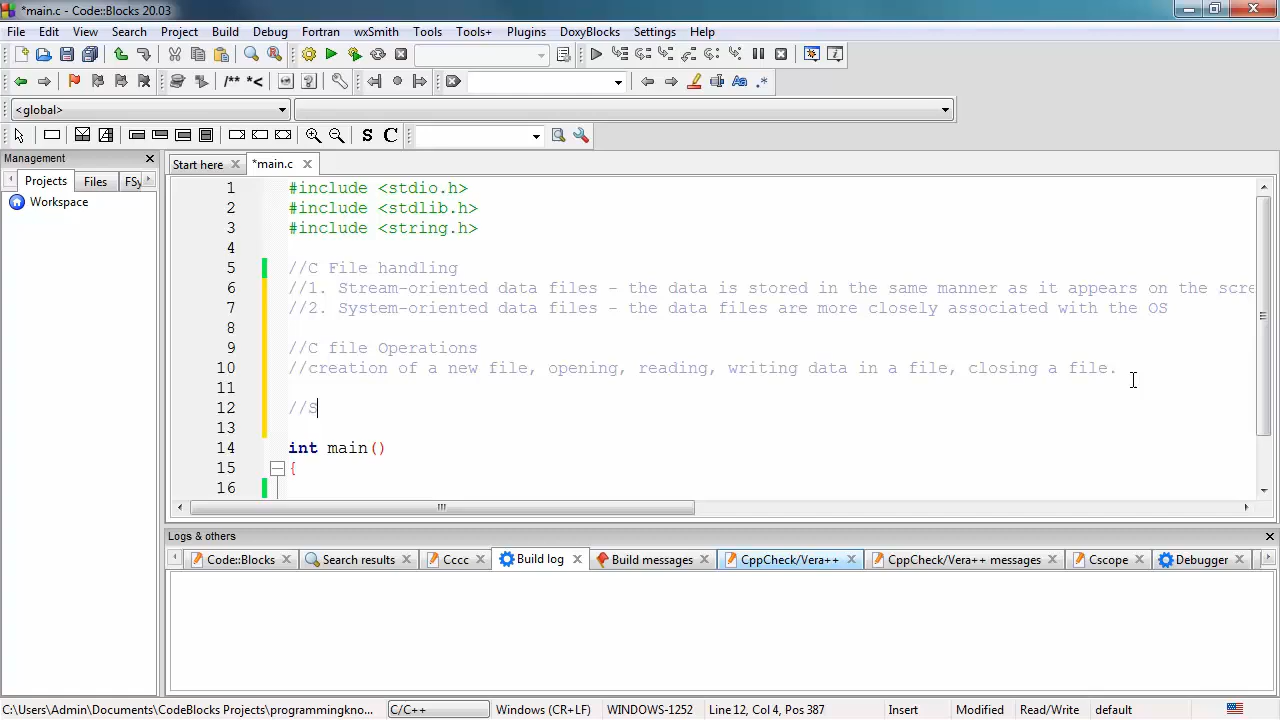 *main.c - Code::Blocks 20.03
File Edit View Search Project Build Debug Fortran wxSmith Tools Tools+ Plugins DoxyBlocks Settings Help
/** *<
<global>
S C
Management
Projects Files FSy
Workspace
Start here *main.c
1 #include <stdio.h>
2 #include <stdlib.h>
3 #include <string.h>
4
5 //C File handling
6 //1. Stream-oriented data files - the data is stored in the same manner as it appears on the scre
7 //2. System-oriented data files - the data files are more closely associated with the OS
8
9 //C file Operations
10 //creation of a new file, opening, reading, writing data in a file, closing a file.
11
12 //S
13
14 int main()
15 {
16
Logs & others
Code::Blocks Search results Cccc Build log Build messages CppCheck/Vera++ CppCheck/Vera++ messages Cscope Debugger
C:\Users\Admin\Documents\CodeBlocks Projects\programmingkno... C/C++ Windows (CR+LF) WINDOWS-1252 Line 12, Col 4, Pos 387 Insert Modified Read/Write default